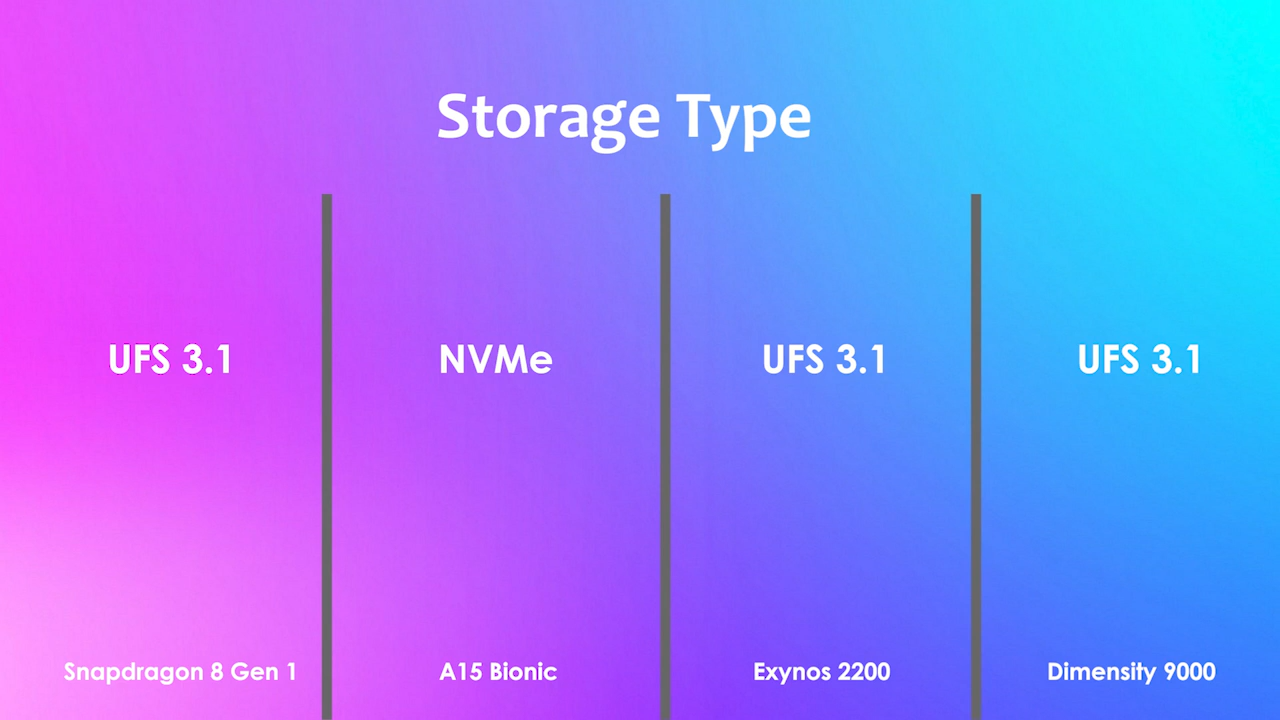 Storage Type
UFS 3.1
NVMe
UFS 3.1
UFS 3.1
Snapdragon 8 Gen 1
A15 Bionic
Exynos 2200
Dimensity 9000